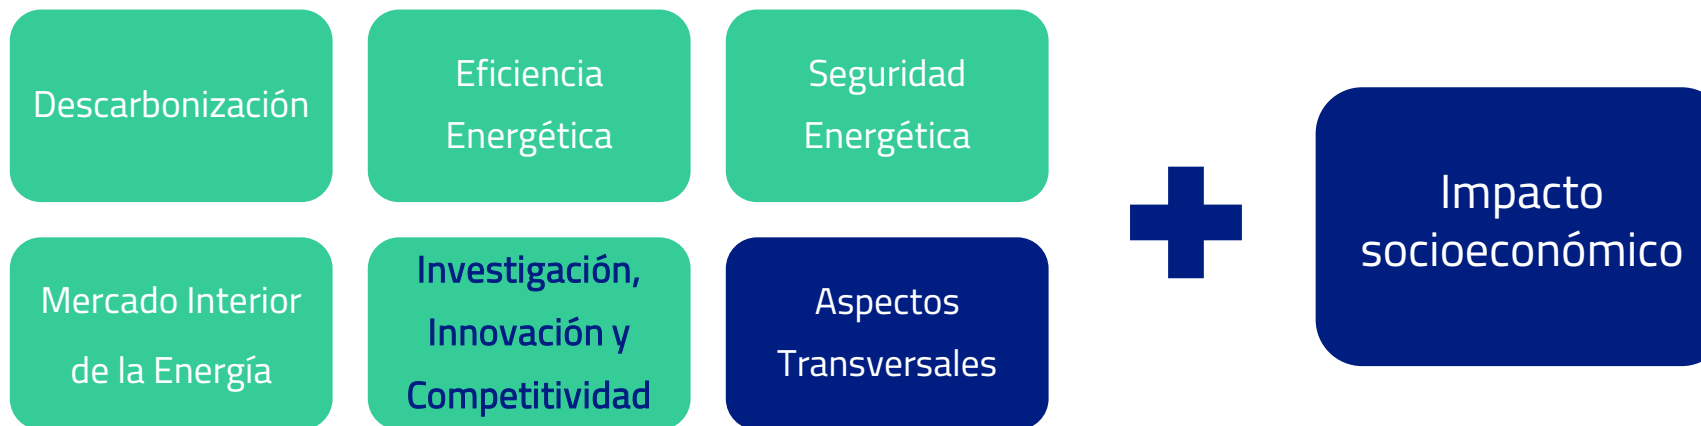 Descarbonización
Eficiencia
Energética
Seguridad
Energética
Mercado Interior
de la Energía
Investigación,
Innovación y
Competitividad
Aspectos
Transversales
Impacto
socioeconómico